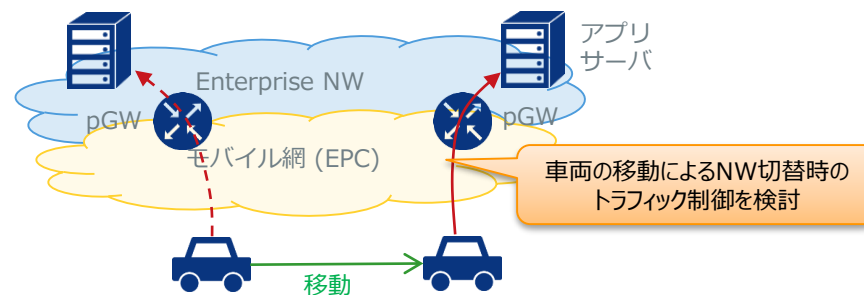 アプリ
サーバ
Enterprise NW
pGW
pGW
モバイル網 (EPC)
車両の移動によるNW切替時の
トラフィック制御を検討
移動